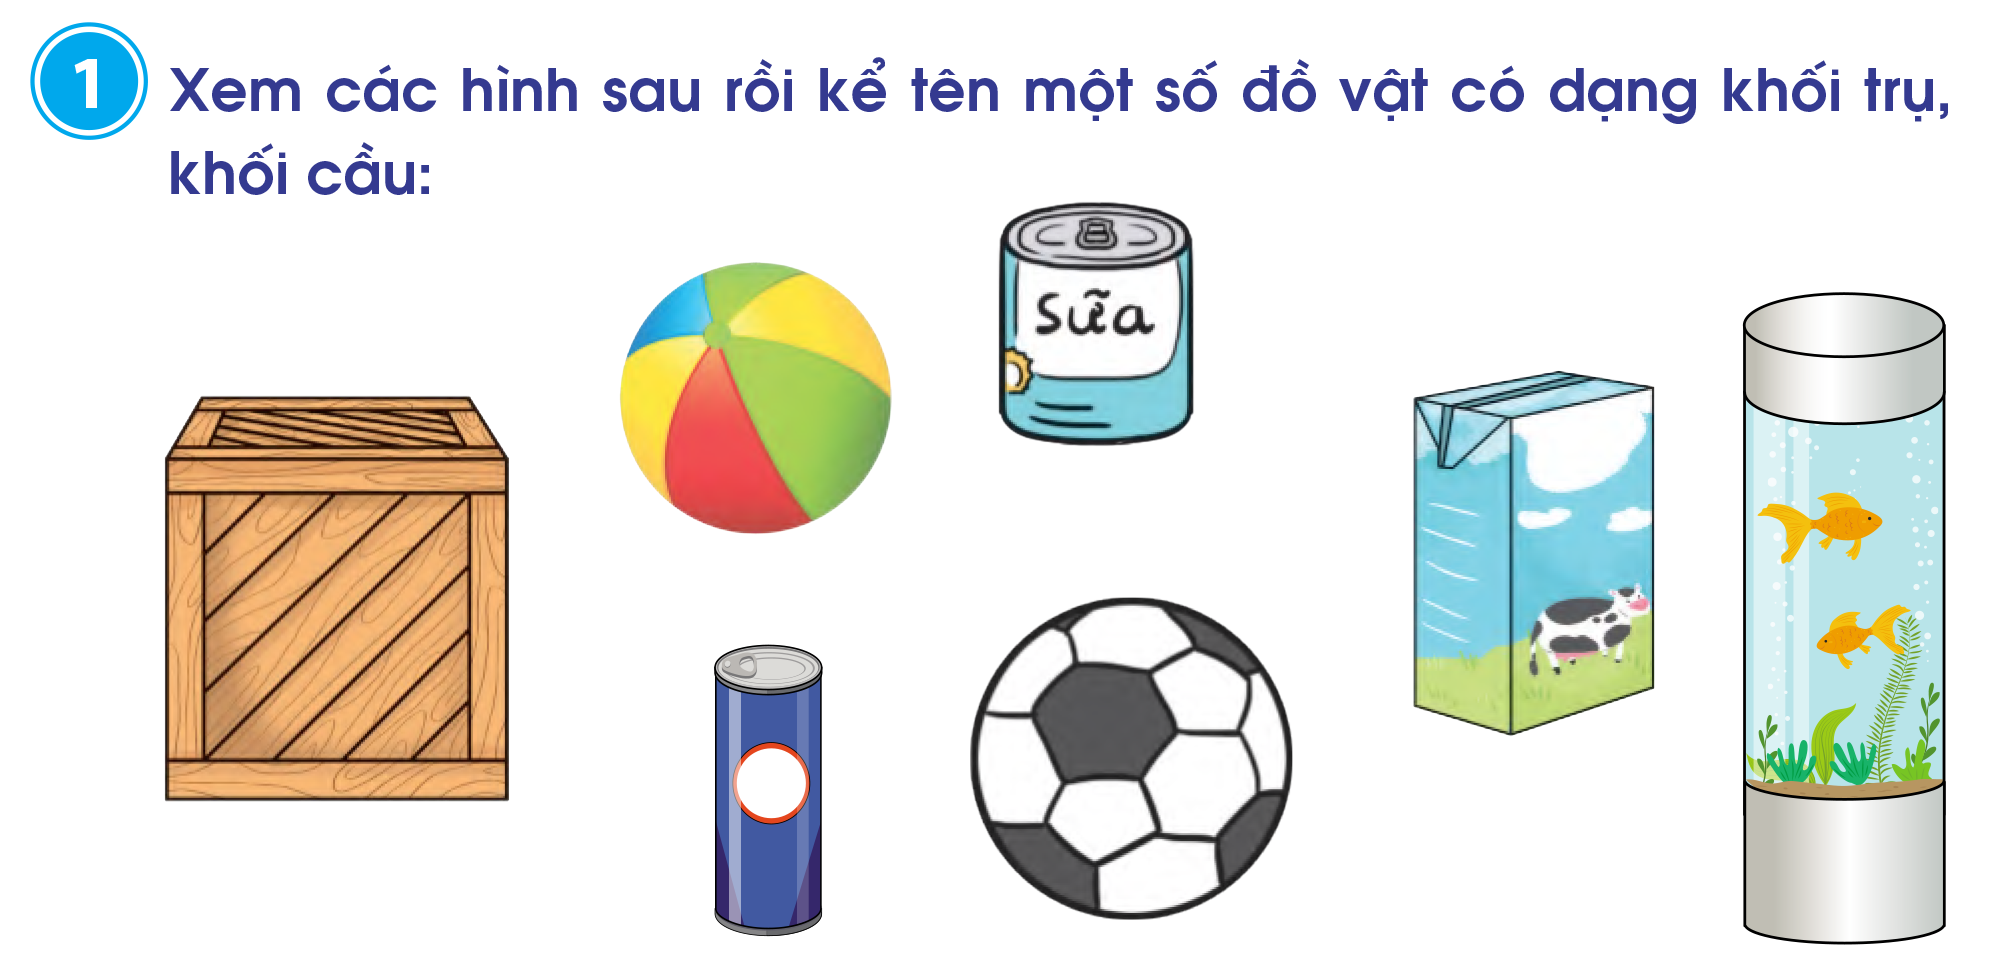 1 Xem các hình sau rồi kể tên một số đồ vật có dạng khối trụ,
khối cầu:
Sữa